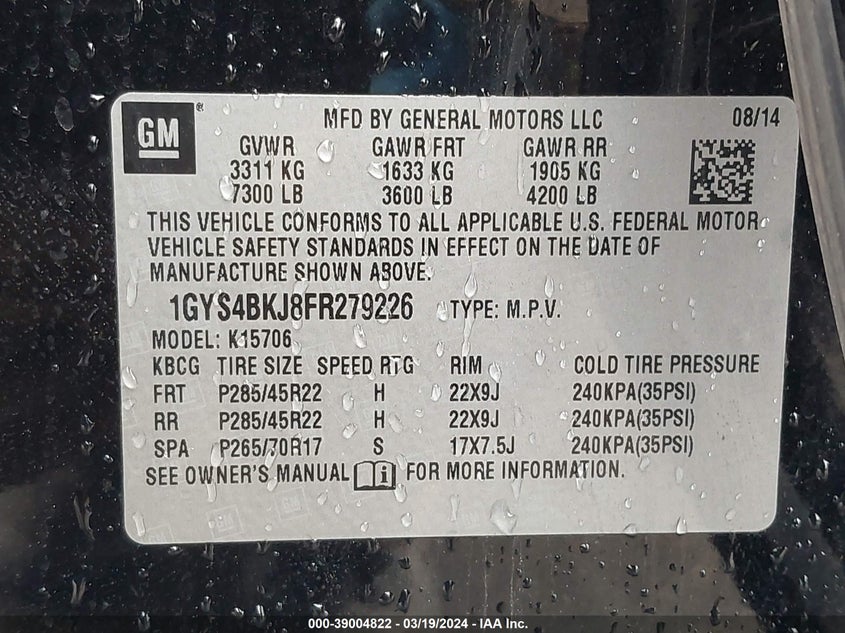 GM ®
MFD BY GENERAL MOTORS LLC 08/14
GVWR GAWR FRT GAWR RR
3311 KG 1633 KG 1905 KG
7300 LB 3600 LB 4200 LB
THIS VEHICLE CONFORMS TO ALL APPLICABLE U.S. FEDERAL MOTOR
VEHICLE SAFETY STANDARDS IN EFFECT ON THE DATE OF
MANUFACTURE SHOWN ABOVE.
1GYS4BKJ8FR279226 TYPE: M.P.V.
MODEL: K15706
KBCG TIRE SIZE SPEED RTG RIM COLD TIRE PRESSURE
FRT P285/45R22 H 22X9J 240KPA(35PSI)
RR P285/45R22 H 22X9J 240KPA(35PSI)
SPA P265/70R17 S 17X7.5J 240KPA(35PSI)
SEE OWNER'S MANUAL i FOR MORE INFORMATION.
000-39004822 - 03/19/2024 - IAA Inc.